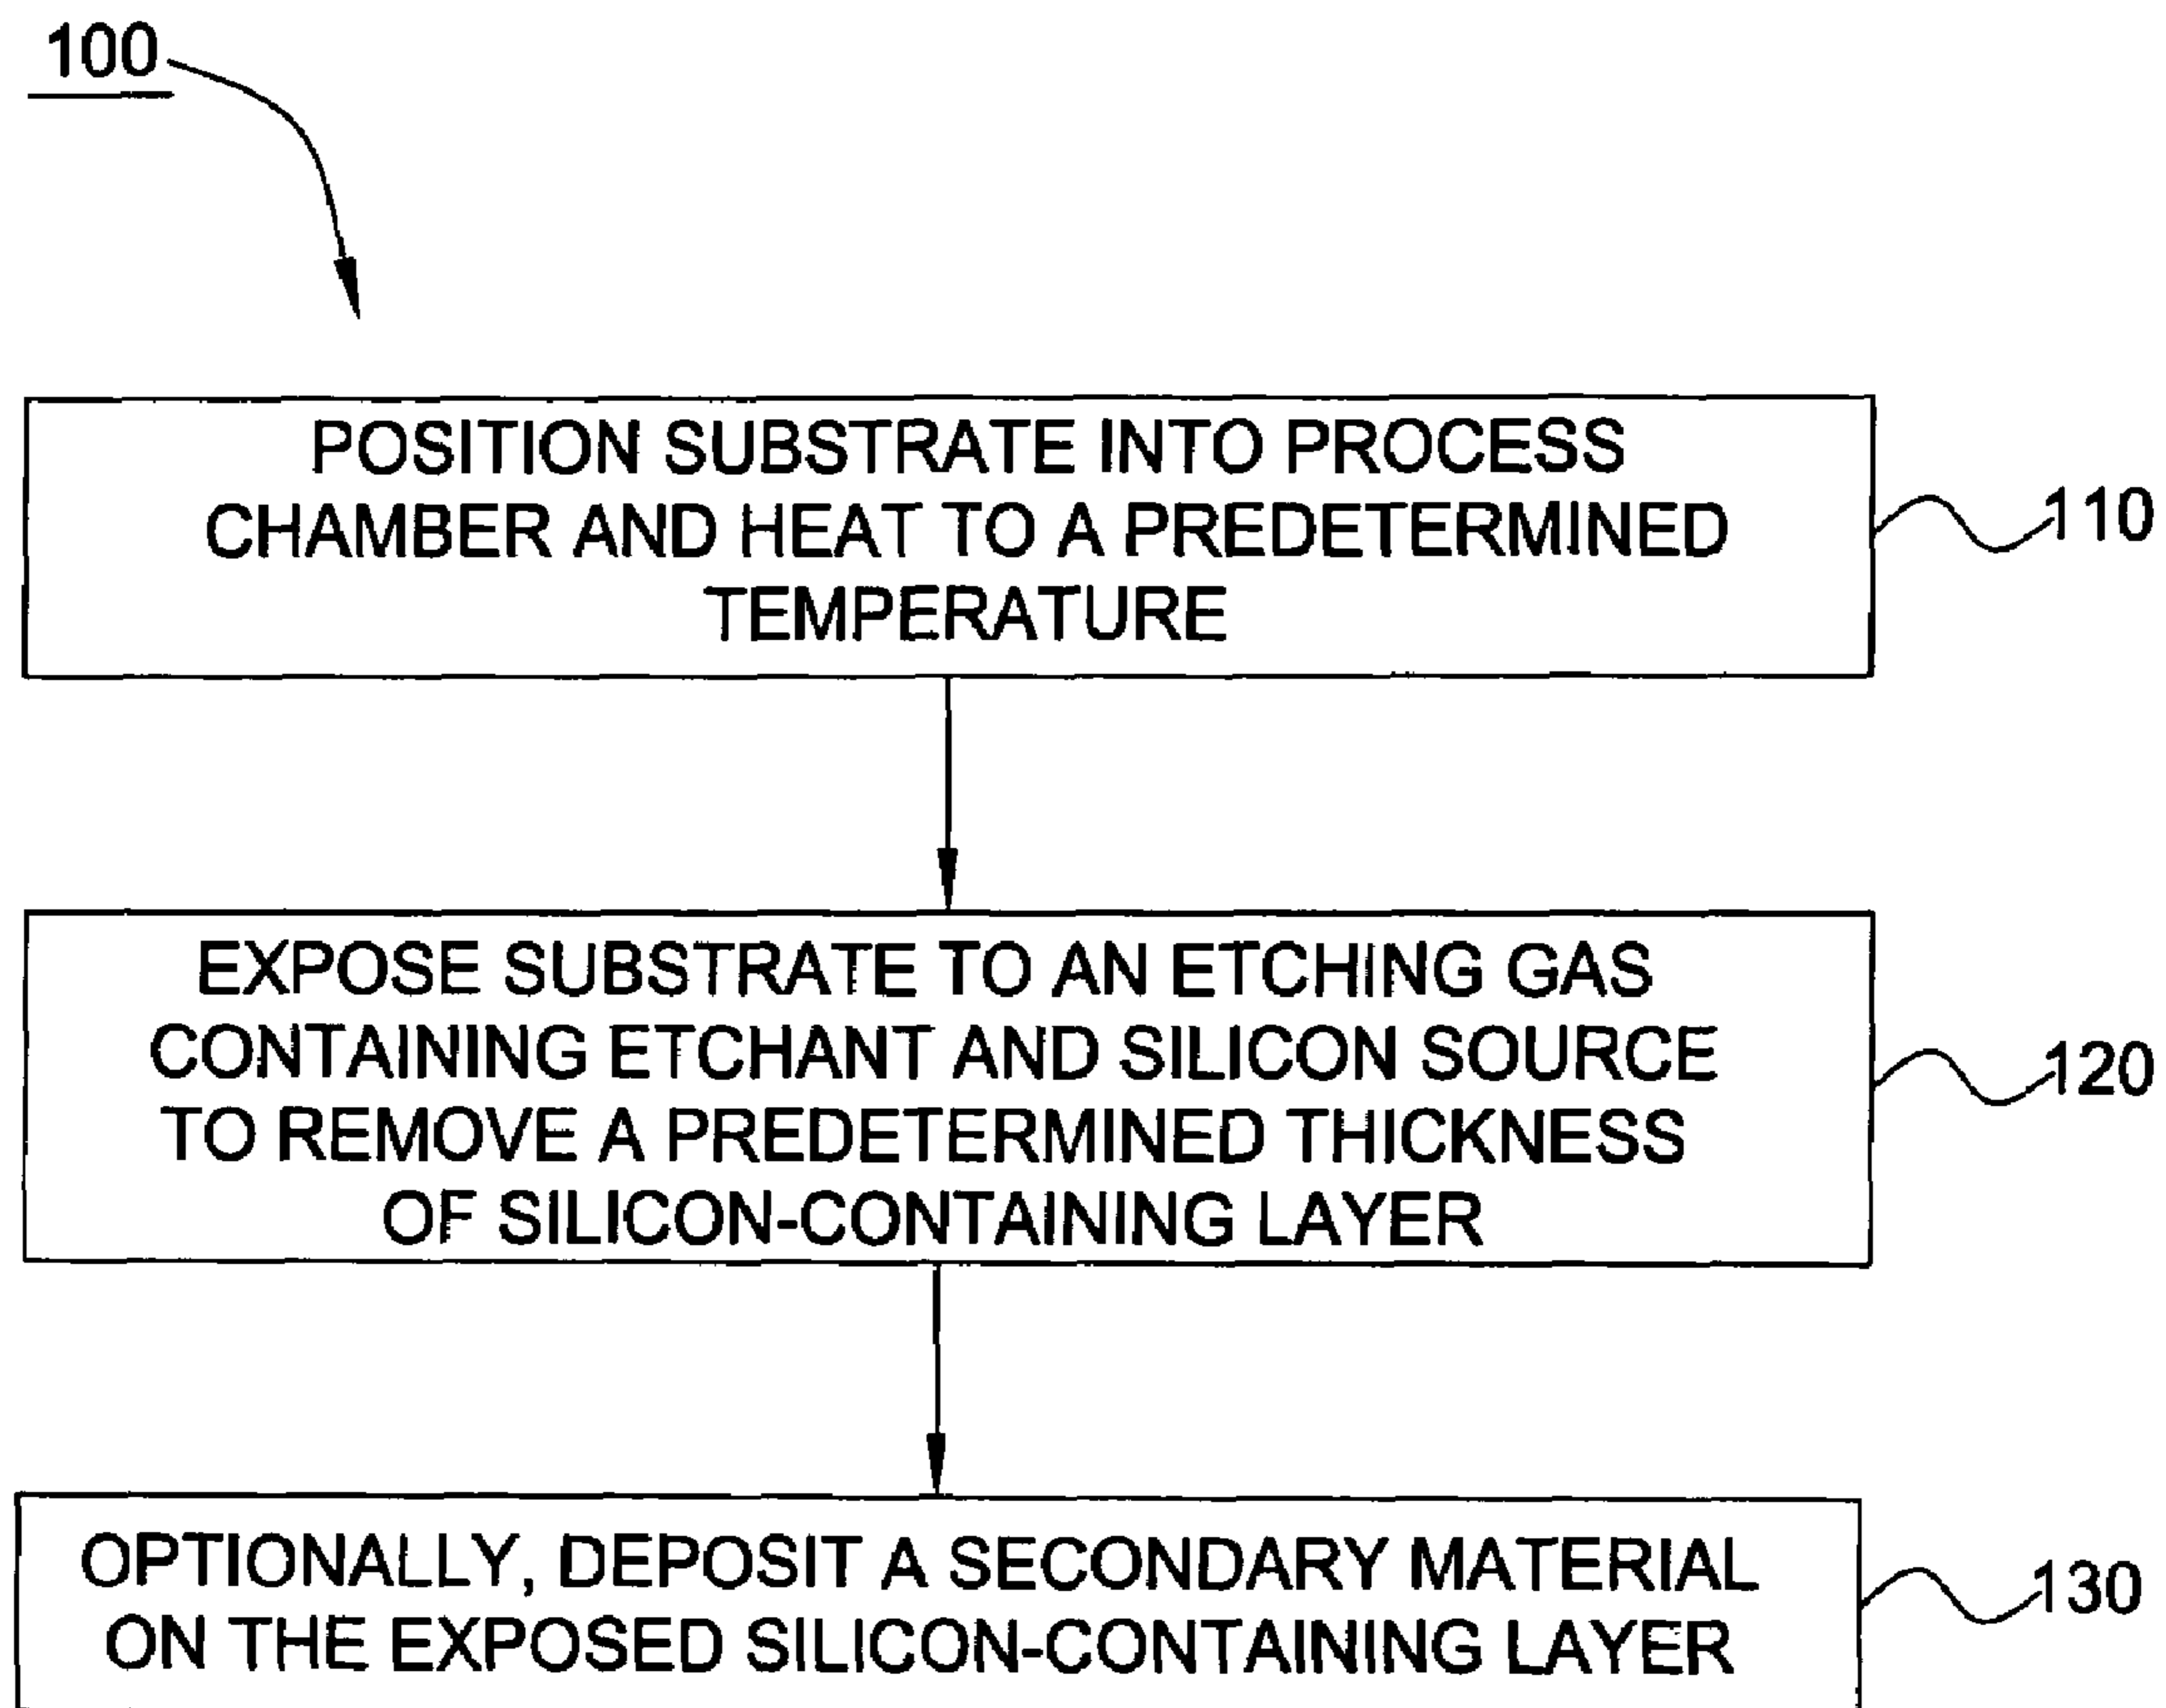 100
POSITION SUBSTRATE INTO PROCESS
CHAMBER AND HEAT TO A PREDETERMINED
TEMPERATURE
110
EXPOSE SUBSTRATE TO AN ETCHING GAS
CONTAINING ETCHANT AND SILICON SOURCE
TO REMOVE A PREDETERMINED THICKNESS
OF SILICON-CONTAINING LAYER
120
OPTIONALLY, DEPOSIT A SECONDARY MATERIAL
ON THE EXPOSED SILICON-CONTAINING LAYER
130